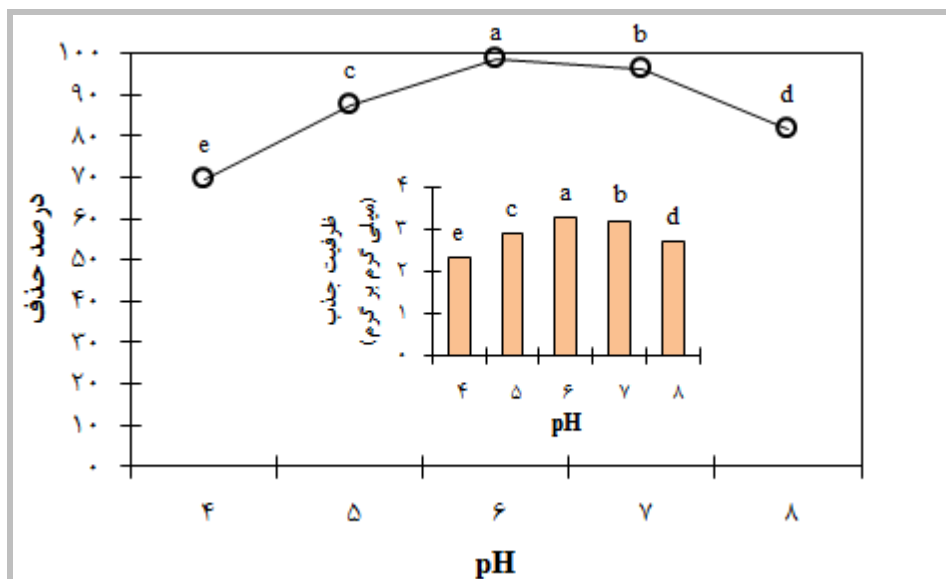 درصد حذف
۱۰۰
۹۰
۸۰
۷۰
۶۰
۵۰
۴۰
۳۰
۲۰
۱۰
۰
e
c
a
b
d
۴ ۵ ۶ ۷ ۸
pH
ظرفیت جذب
(میلی گرم بر گرم)
۴
۳
۲
۱
۰
e
c
a
b
d
۴ ۵ ۶ ۷ ۸
pH